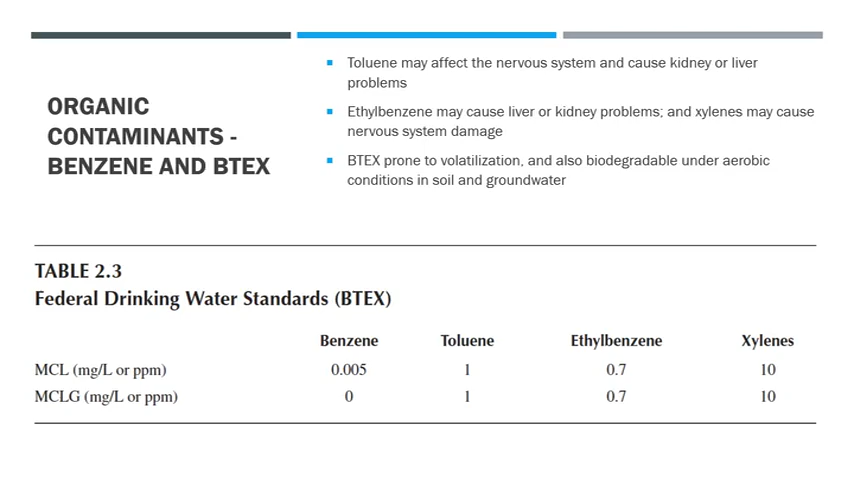 ORGANIC
CONTAMINANTS -
BENZENE AND BTEX
Toluene may affect the nervous system and cause kidney or liver
problems
Ethylbenzene may cause liver or kidney problems; and xylenes may cause
nervous system damage
BTEX prone to volatilization, and also biodegradable under aerobic
conditions in soil and groundwater
TABLE 2.3
Federal Drinking Water Standards (BTEX)
Benzene Toluene Ethylbenzene Xylenes
MCL (mg/L or ppm) 0.005 1 0.7 10
MCLG (mg/L or ppm) 0 1 0.7 10